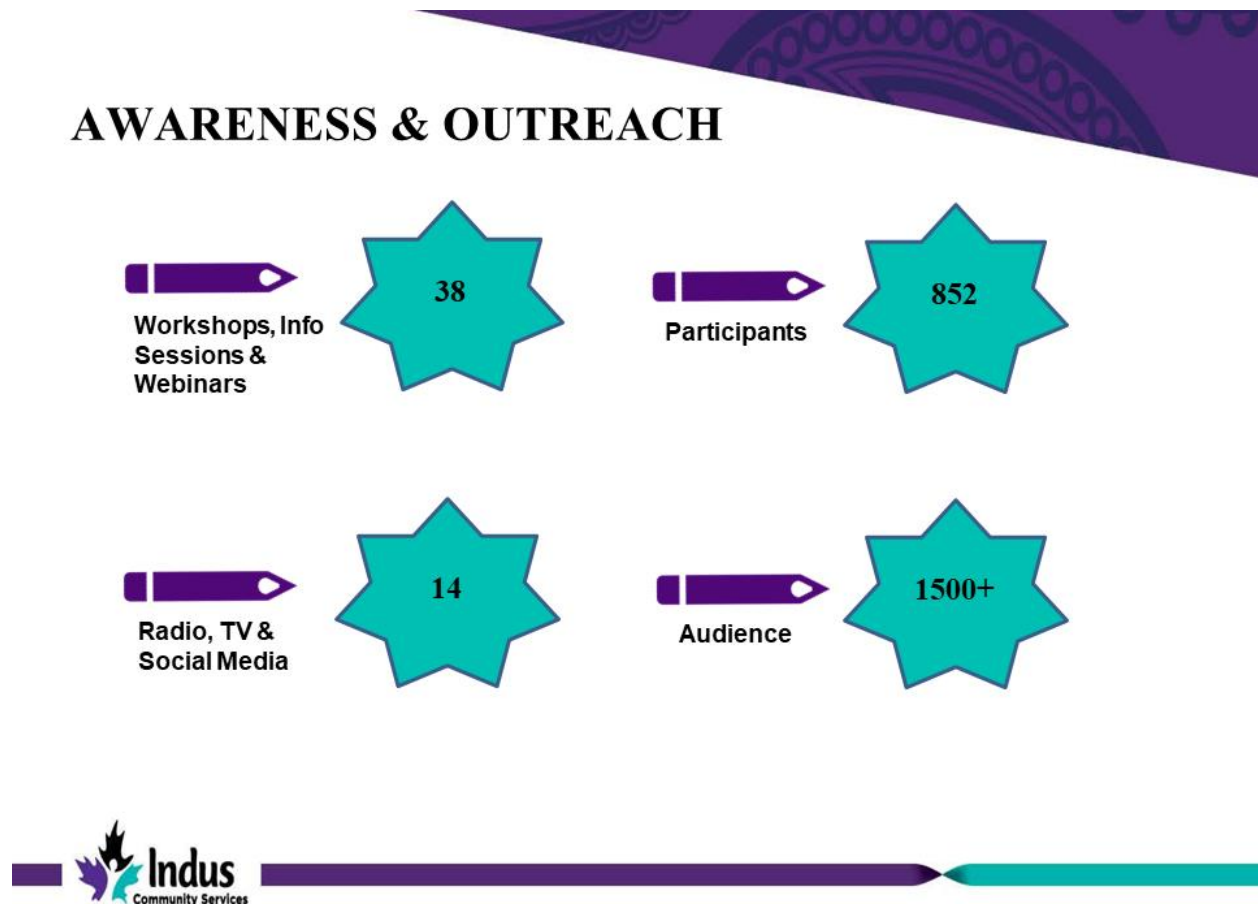 AWARENESS & OUTREACH
38
Workshops, Info
Sessions &
Webinars
852
Participants
14
Radio, TV &
Social Media
1500+
Audience
Indus
Community Services